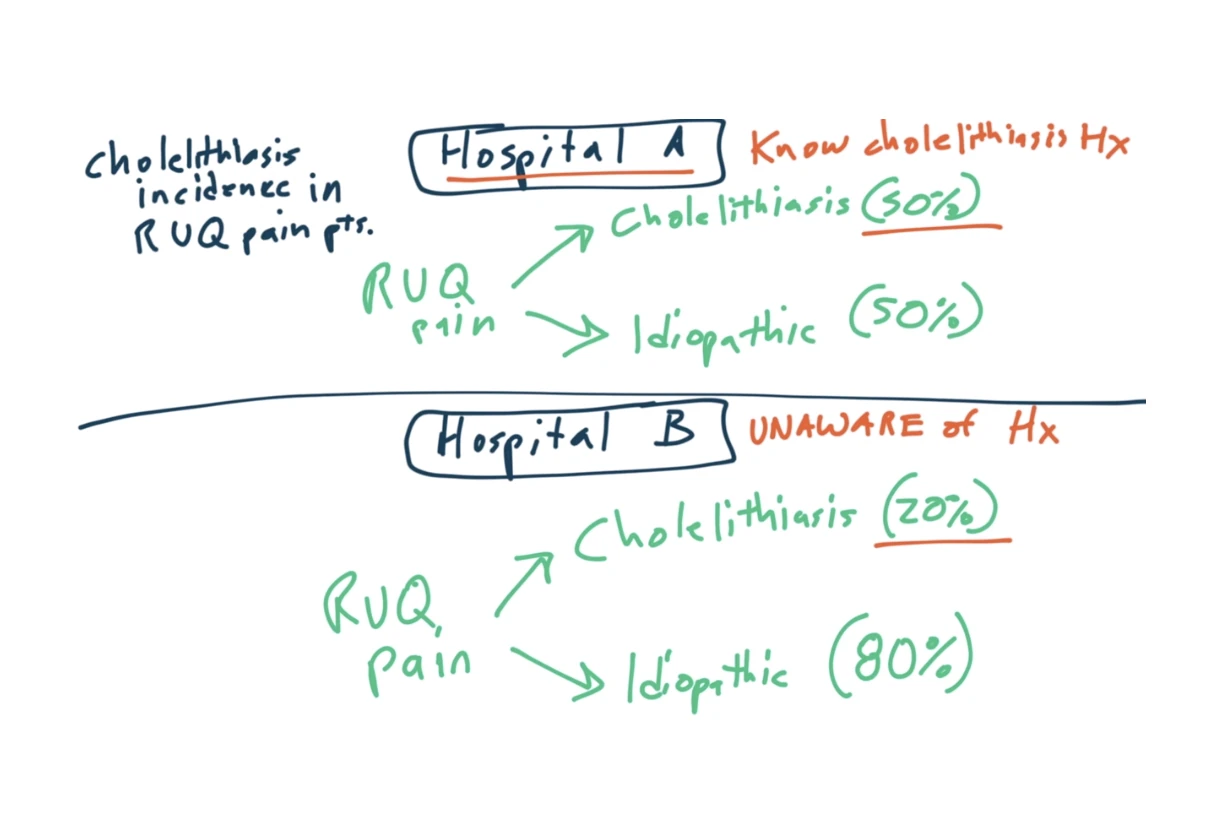 Cholelithiasis
incidence in
RUQ pain pts.
Hospital A
Know cholelithiasis Hx
RUQ
pain
Cholelithiasis (50%)
Idiopathic (50%)
Hospital B
UNAWARE of Hx
RUQ
pain
Cholelithiasis (20%)
Idiopathic (80%)